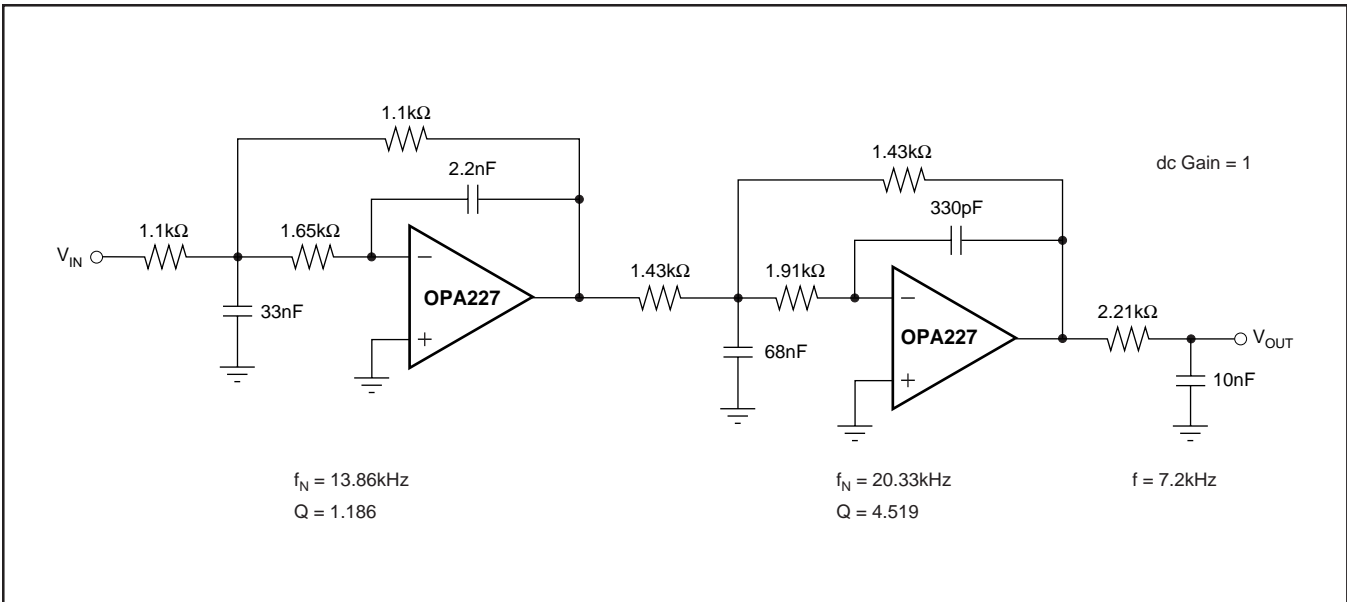 1.1kΩ
2.2nF
1.43kΩ
dc Gain = 1
330pF
V_IN
1.1kΩ
1.65kΩ
1.43kΩ
1.91kΩ
–
OPA227
+
33nF
–
OPA227
+
68nF
2.21kΩ
V_OUT
10nF
f_N = 13.86kHz
Q = 1.186
f_N = 20.33kHz
Q = 4.519
f = 7.2kHz